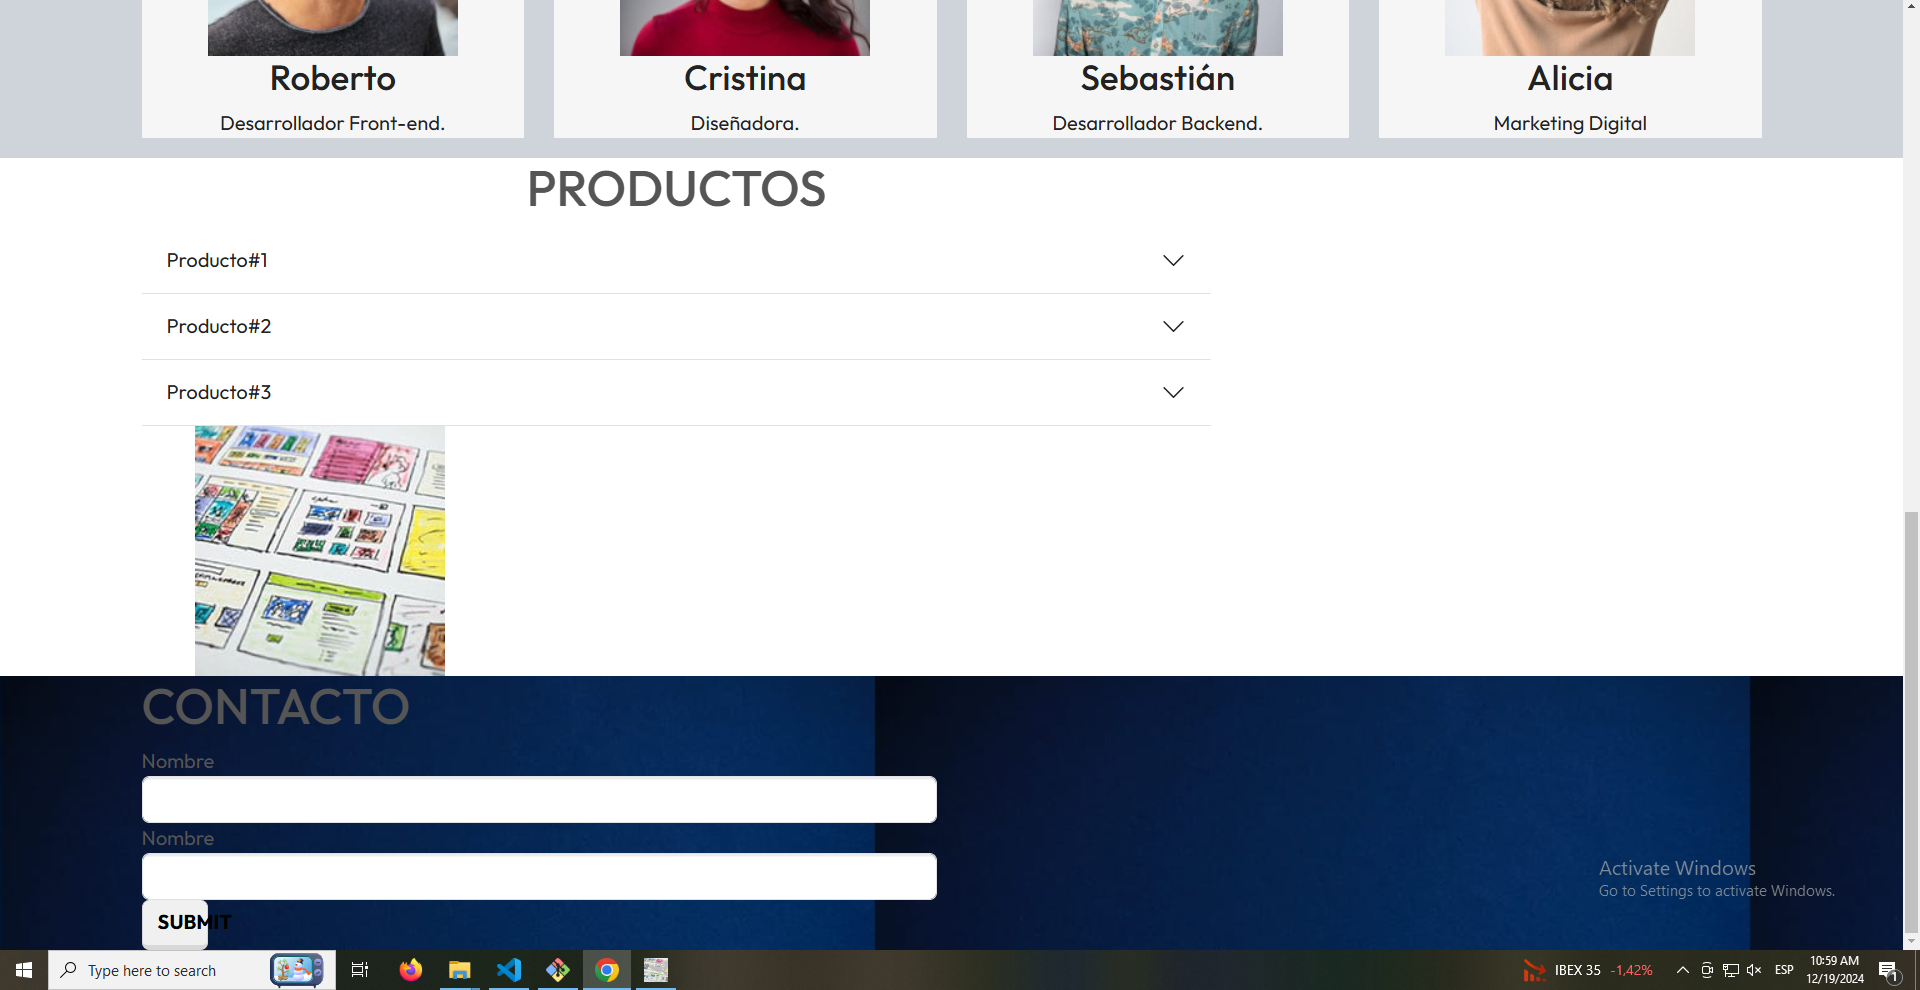 Roberto
Desarrollador Front-end.
Cristina
Diseñadora.
Sebastián
Desarrollador Backend.
Alicia
Marketing Digital
PRODUCTOS
Producto#1
Producto#2
Producto#3
CONTACTO
Nombre
Nombre
SUBMIT
Activate Windows
Go to Settings to activate Windows.
Type here to search
IBEX 35 -1,42%
ESP
10:59 AM
12/19/2024
1